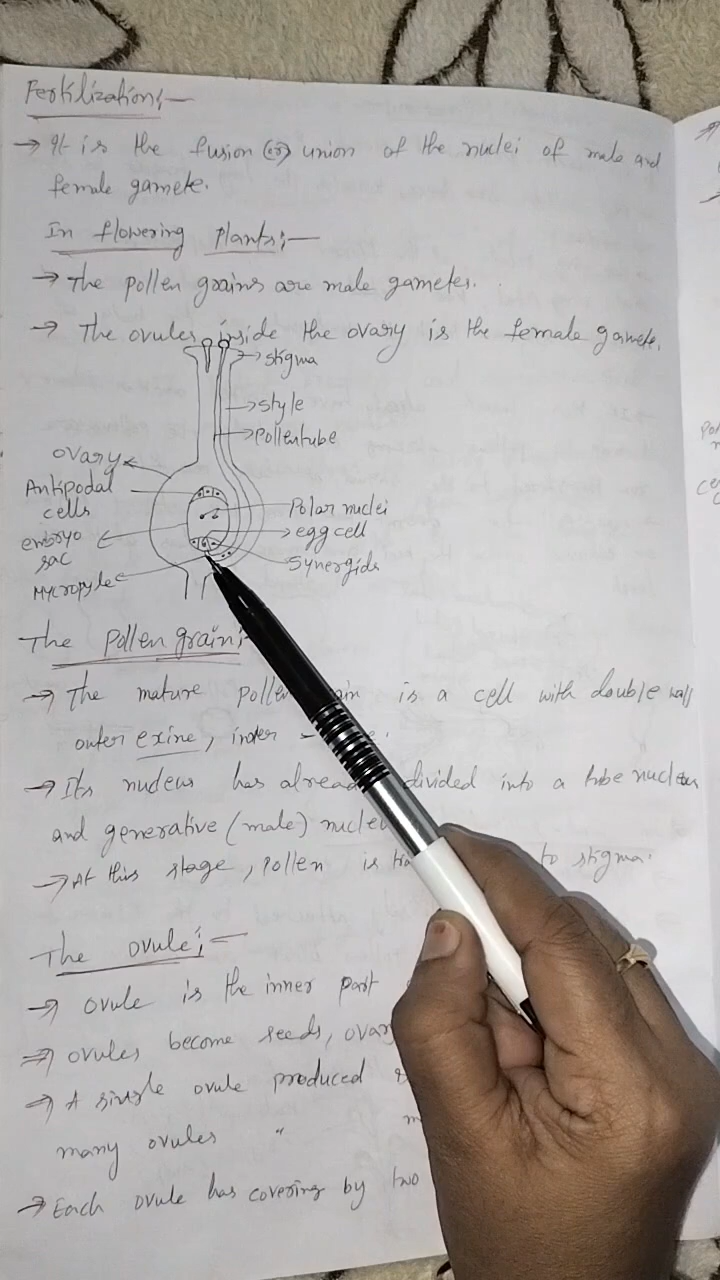 Fertilization:-
→ It is the fusion (or) union of the nuclei of male and
female gamete.
In flowering plants:-
→ The pollen grains are male gametes.
→ The ovules inside the ovary is the female gamete.
stigma
style
pollentube
ovary
Antipodal
cells
Polar nuclei
egg cell
embryo
sac
synergids
Mycropyle
The pollen grain:-
→ The mature is a cell with double wall
outer exine, inner
→ Its nucleus has divided into a tube nucleus
and generative (male)
→ At this stage, pollen is to stigma.
The ovule:-
→ ovule is the inner part
⇒ ovules become seeds,
→ A single ovule produced
many ovules "
→ Each ovule has covering by two